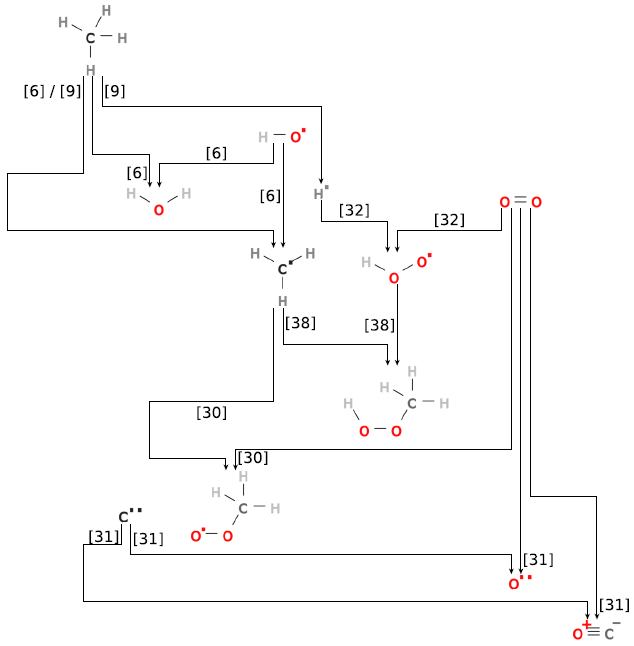 H
H
C H
H
[6] / [9] [9]
H O
[6]
[6]
[6]
H H
O
H
[32]
[32]
O O
H H
C
H
H O
O
[38]
[38]
H
H
C H
H
O O
[30]
[30]
H
H
C H
O O
C
[31]
[31]
[31]
O
[31]
O+ C−